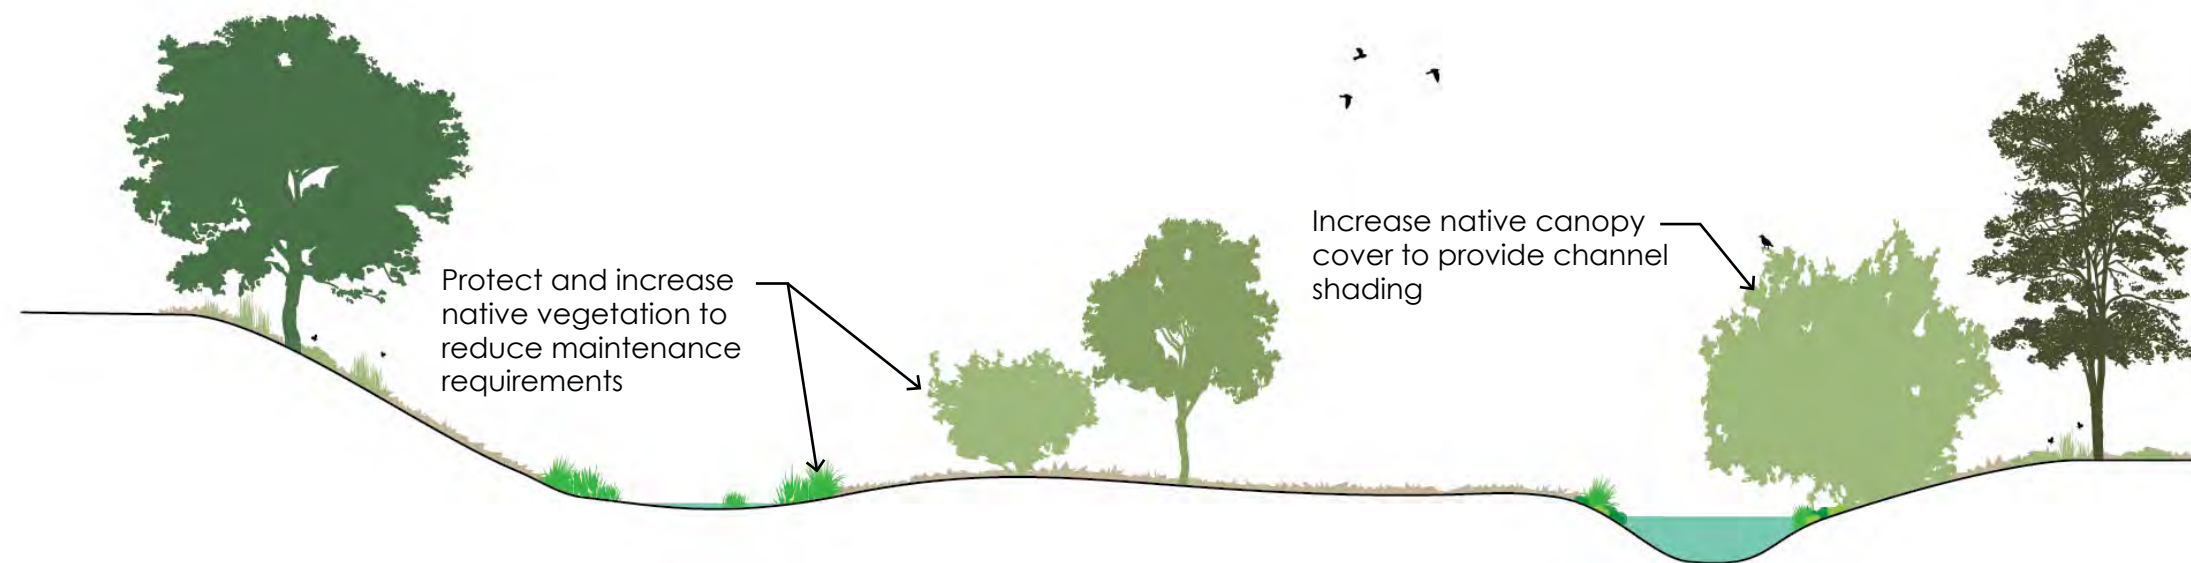 Protect and increase
native vegetation to
reduce maintenance
requirements
Increase native canopy
cover to provide channel
shading